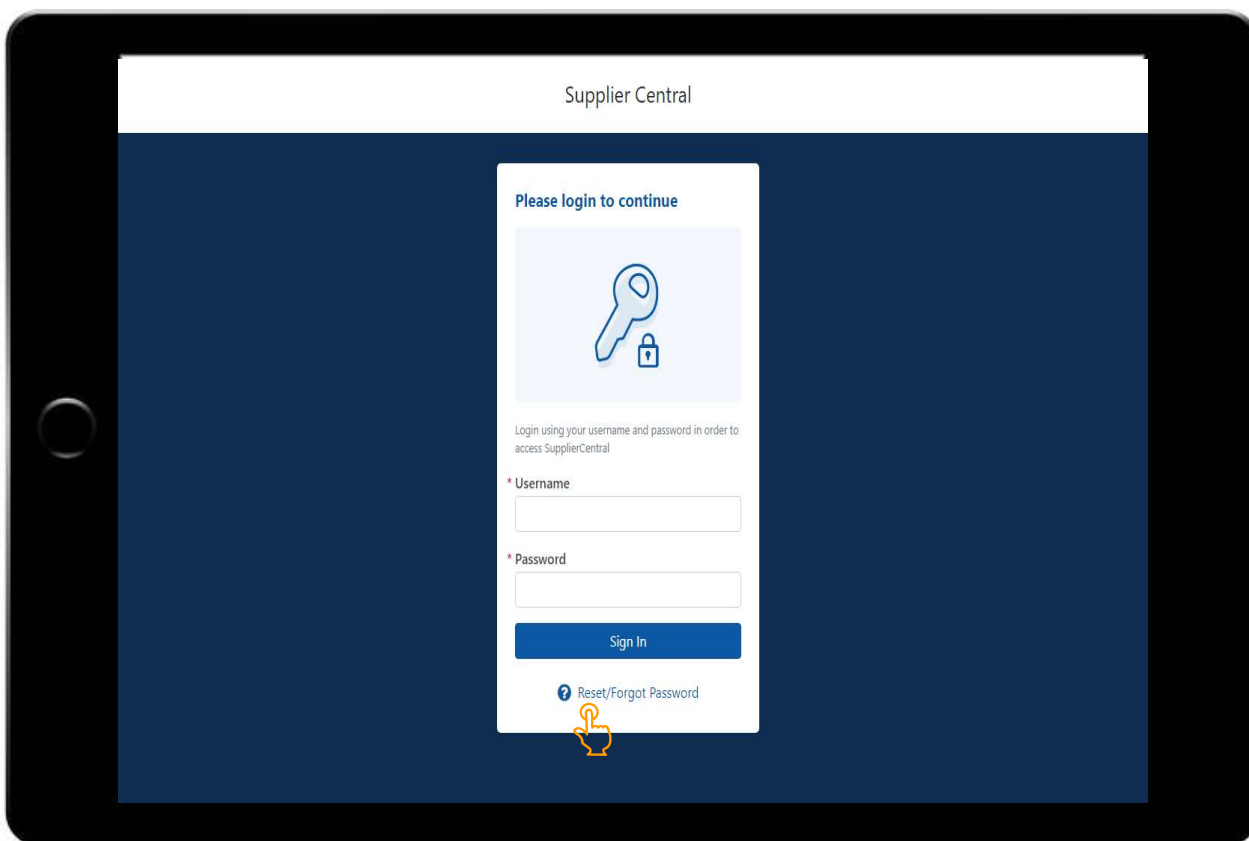 Supplier Central
Please login to continue
Login using your username and password in order to
access SupplierCentral
* Username
* Password
Sign In
? Reset/Forgot Password